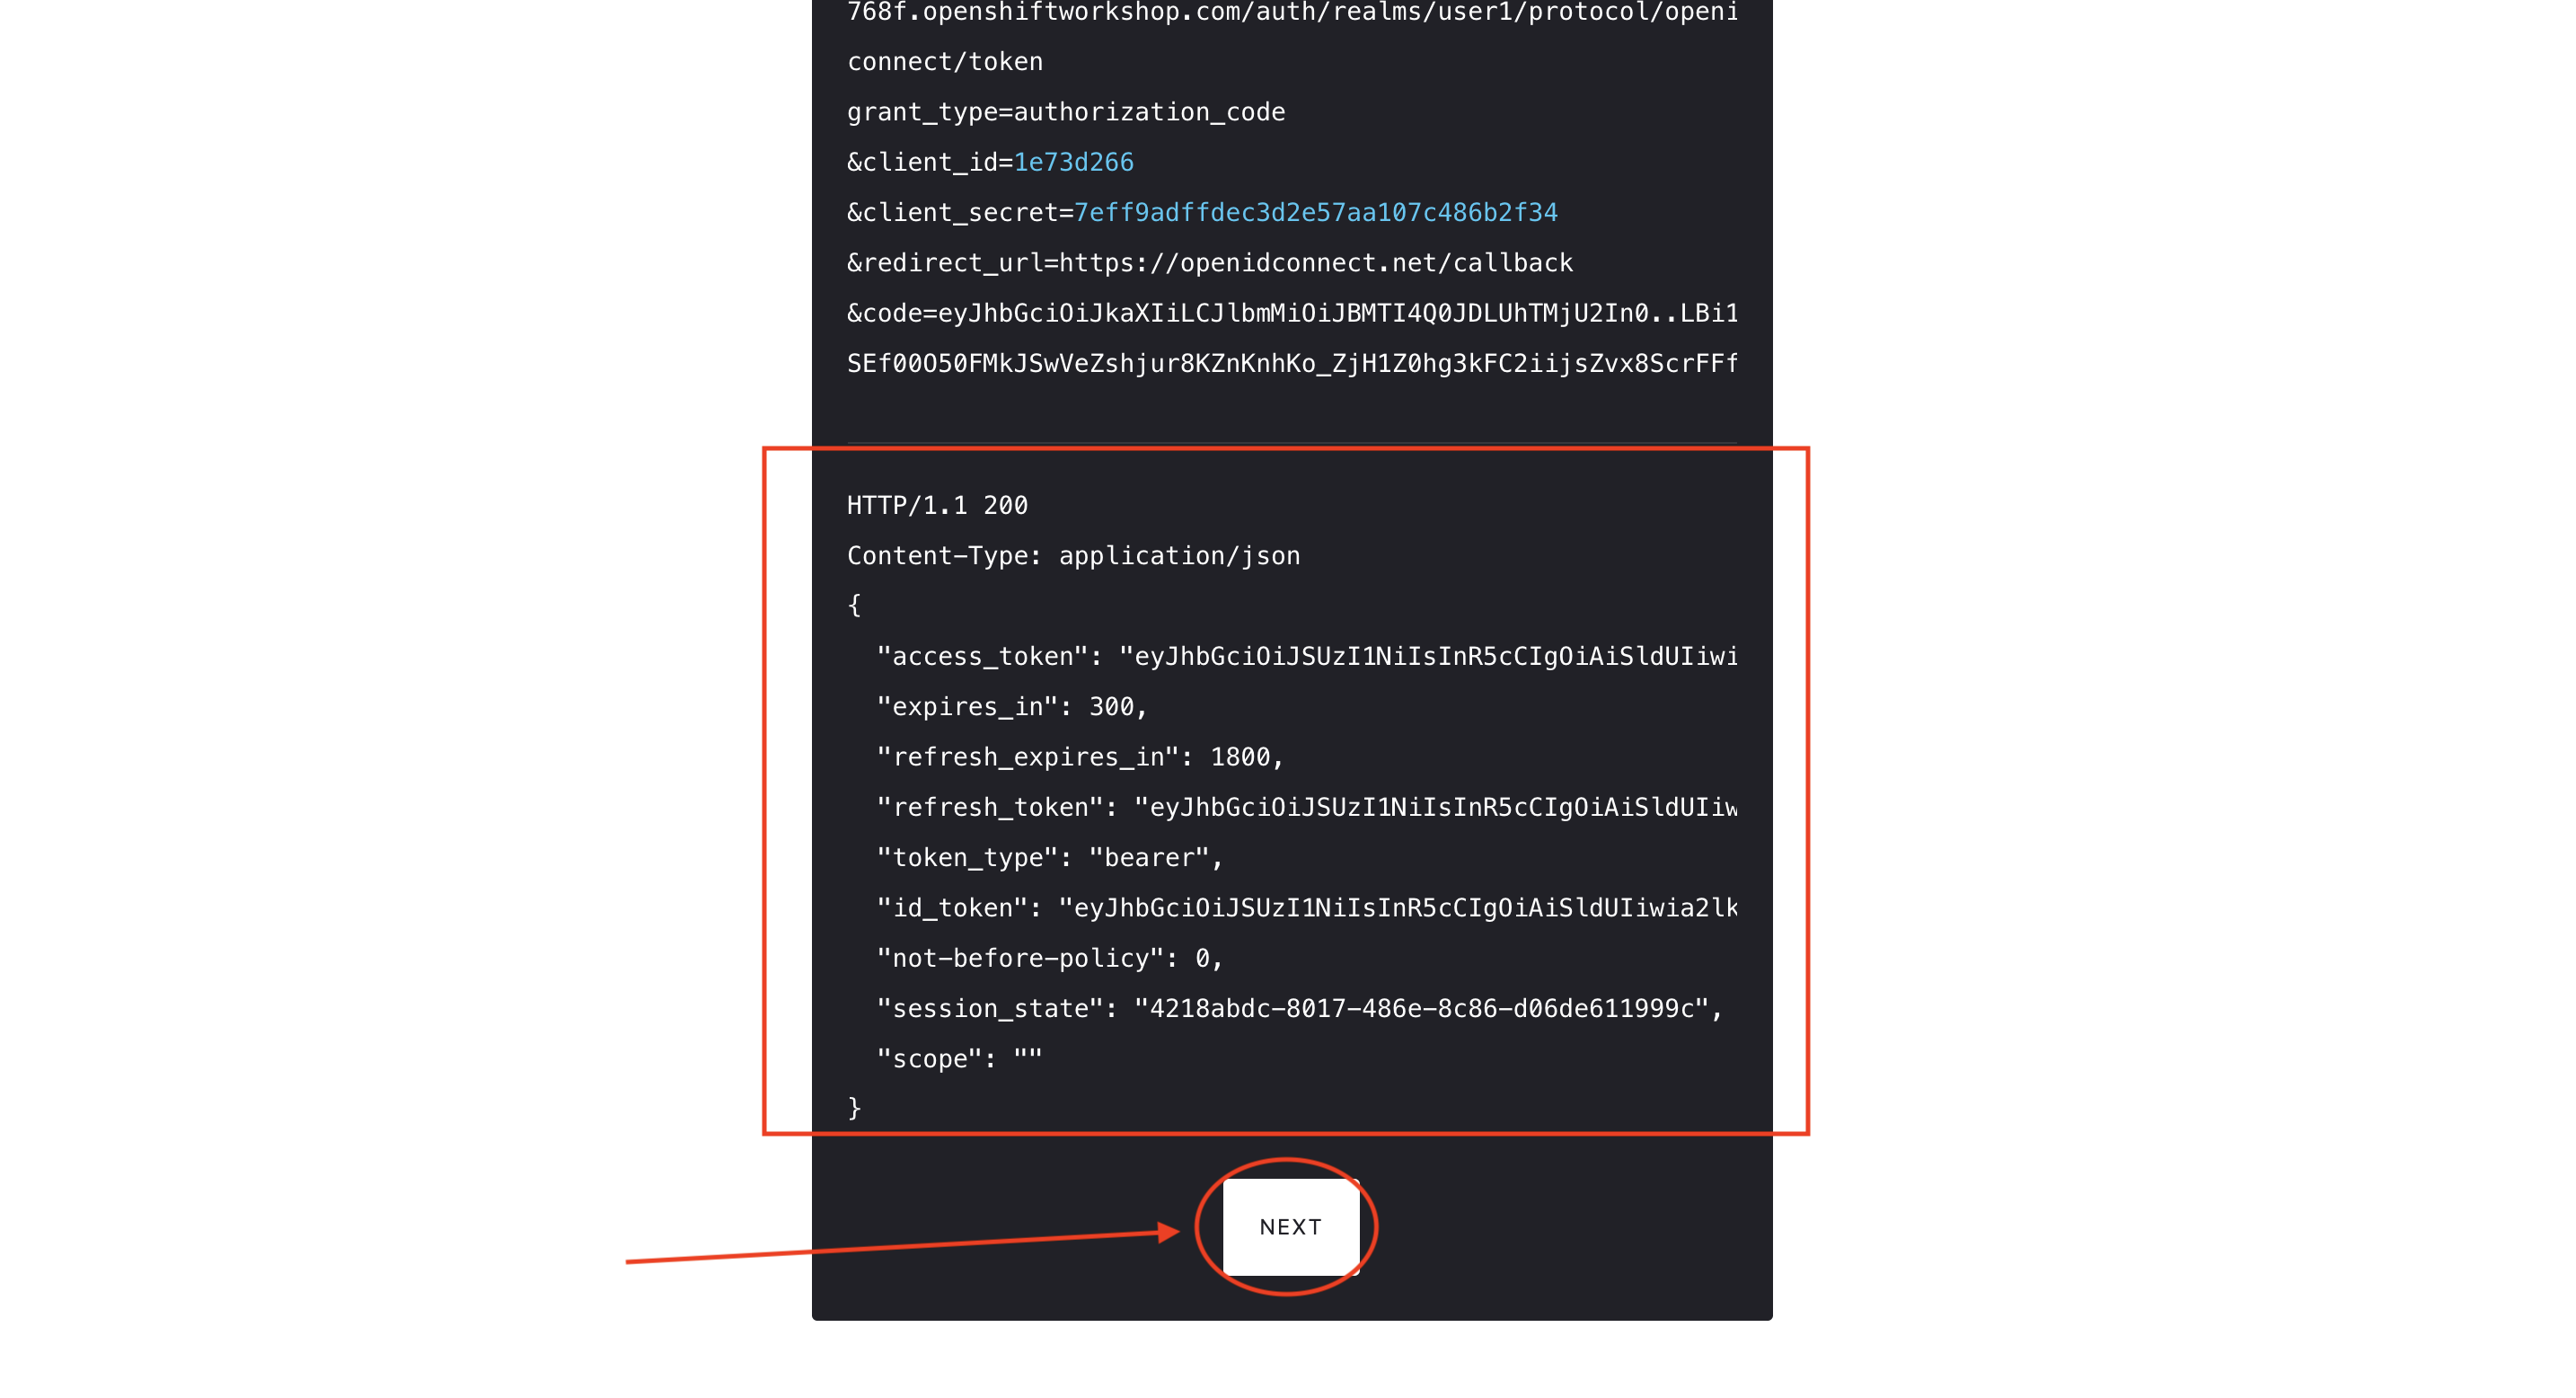 768f.openshiftworkshop.com/auth/realms/user1/protocol/openi
connect/token
grant_type=authorization_code
&client_id=1e73d266
&client_secret=7eff9adffdec3d2e57aa107c486b2f34
&redirect_url=https://openidconnect.net/callback
&code=eyJhbGciOiJkaXIiLCJlbmMiOiJBMTI4Q0JDLUhTMjU2In0..LBi1
SEf00O50FMkJSwVeZshjur8KZnKnhKo_ZjH1Z0hg3kFC2iijsZvx8ScrFFf
HTTP/1.1 200
Content-Type: application/json
{
  "access_token": "eyJhbGciOiJSUzI1NiIsInR5cCIgOiAiSldUIiwi
  "expires_in": 300,
  "refresh_expires_in": 1800,
  "refresh_token": "eyJhbGciOiJSUzI1NiIsInR5cCIgOiAiSldUIiw
  "token_type": "bearer",
  "id_token": "eyJhbGciOiJSUzI1NiIsInR5cCIgOiAiSldUIiwia2lk
  "not-before-policy": 0,
  "session_state": "4218abdc-8017-486e-8c86-d06de611999c",
  "scope": ""
}
NEXT